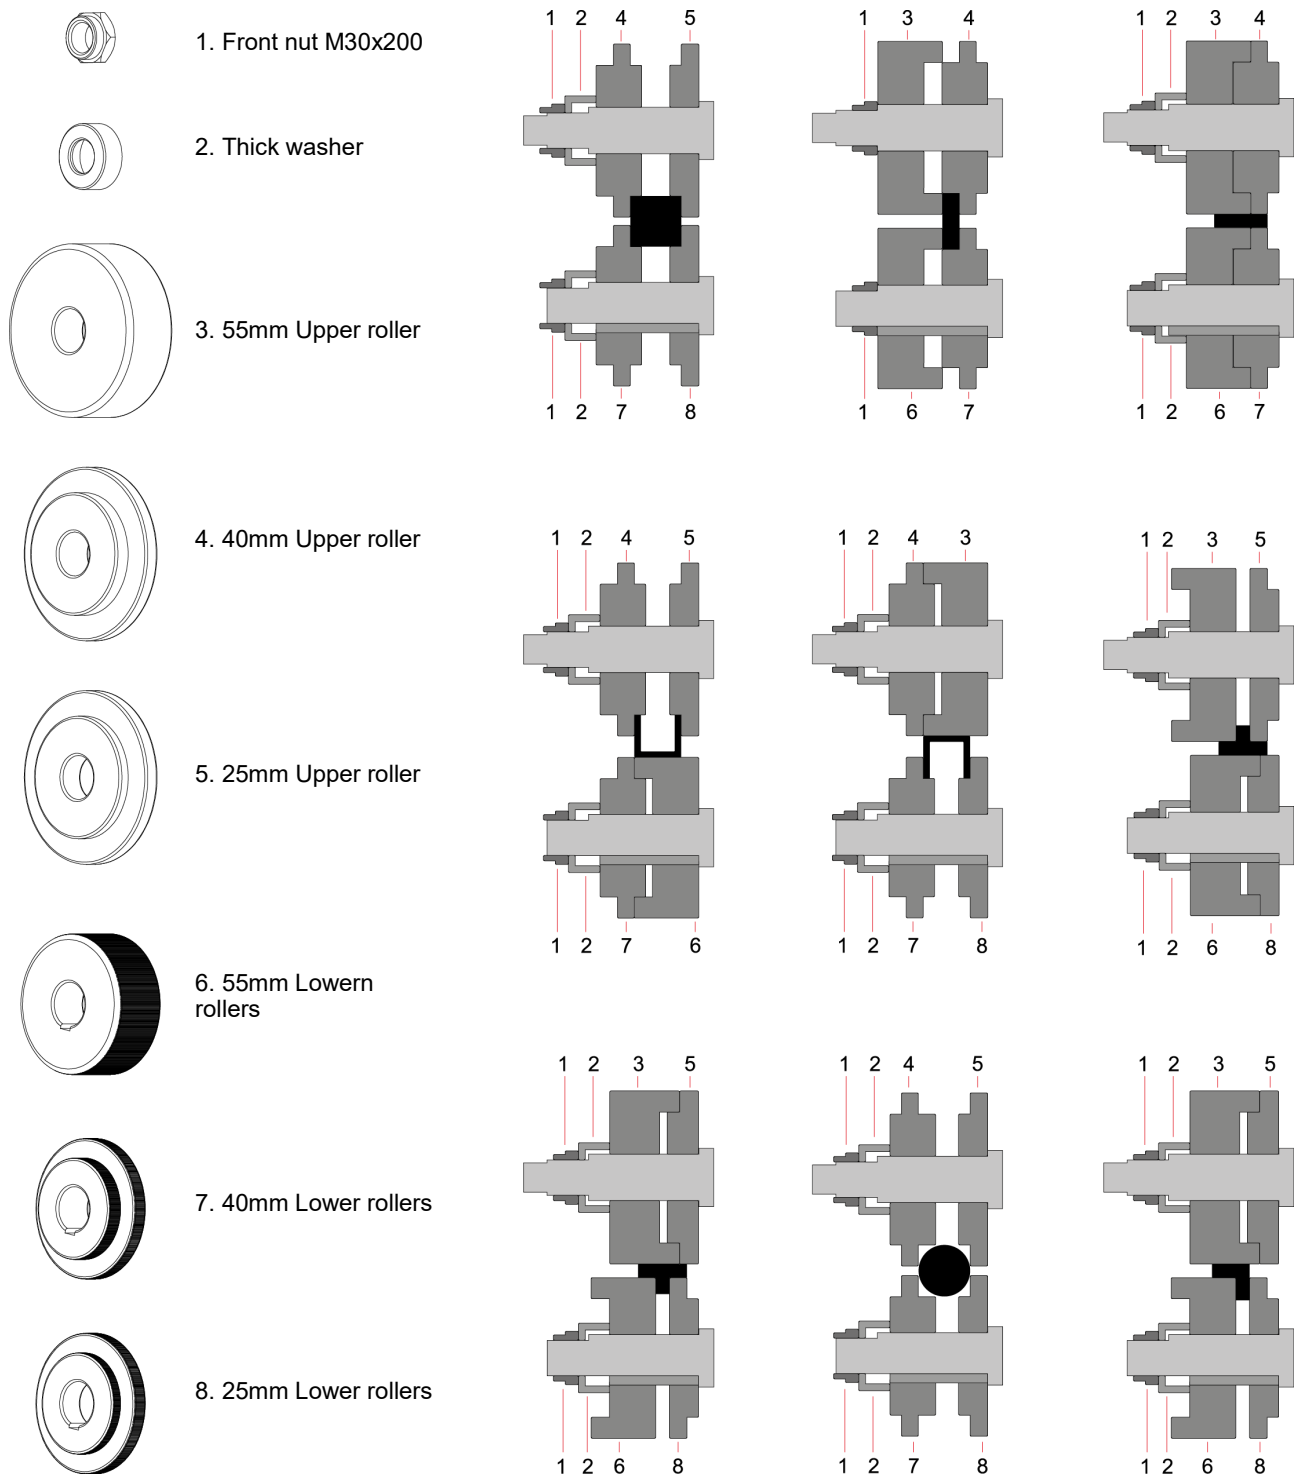 1. Front nut M30x200
2. Thick washer
3. 55mm Upper roller
4. 40mm Upper roller
5. 25mm Upper roller
6. 55mm Lowern
rollers
7. 40mm Lower rollers
8. 25mm Lower rollers
1 2 4 5
1 3 4
1 2 3 4
1 2 7 8
1 6 7
1 2 6 7
1 2 4 5
1 2 4 3
1 2 3 5
1 2 7 6
1 2 7 8
1 2 6 8
1 2 3 5
1 2 4 5
1 2 3 5
1 2 6 8
1 2 7 8
1 2 6 8